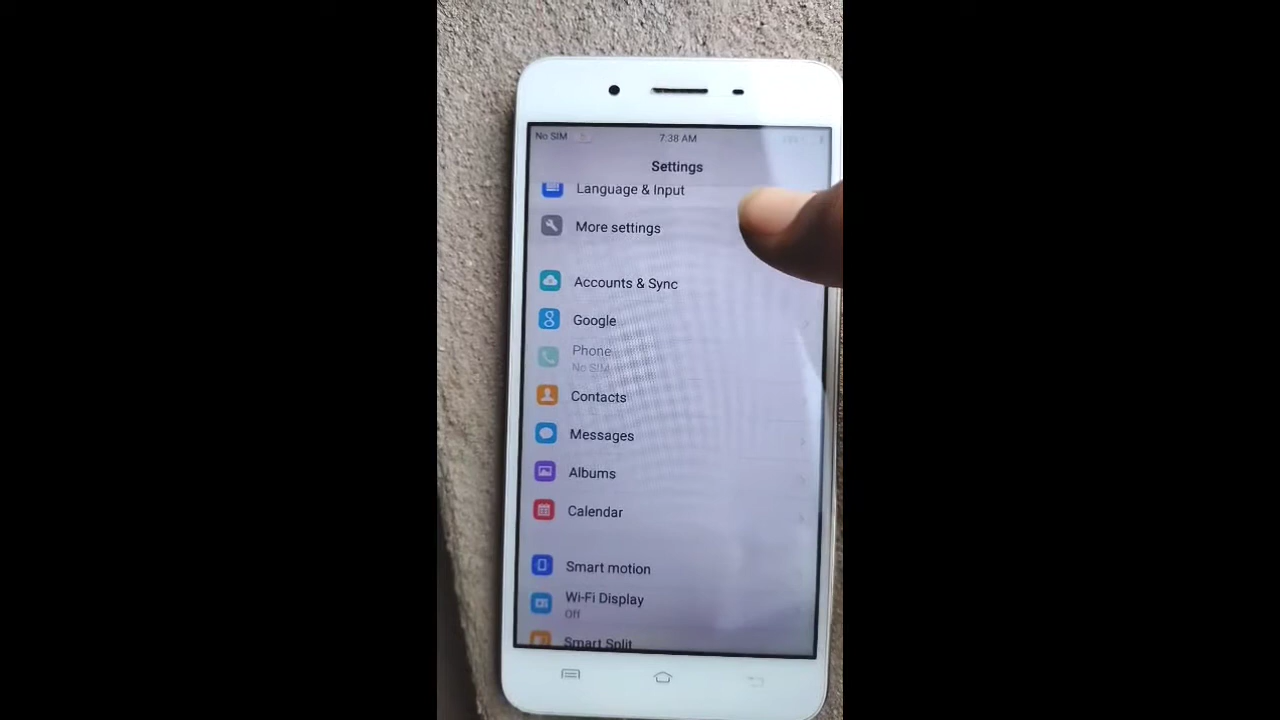 No SIM
7:38 AM
Settings
Language & Input
More settings
Accounts & Sync
Google
Phone
No SIM
Contacts
Messages
Albums
Calendar
Smart motion
Wi-Fi Display
Off
Smart Split